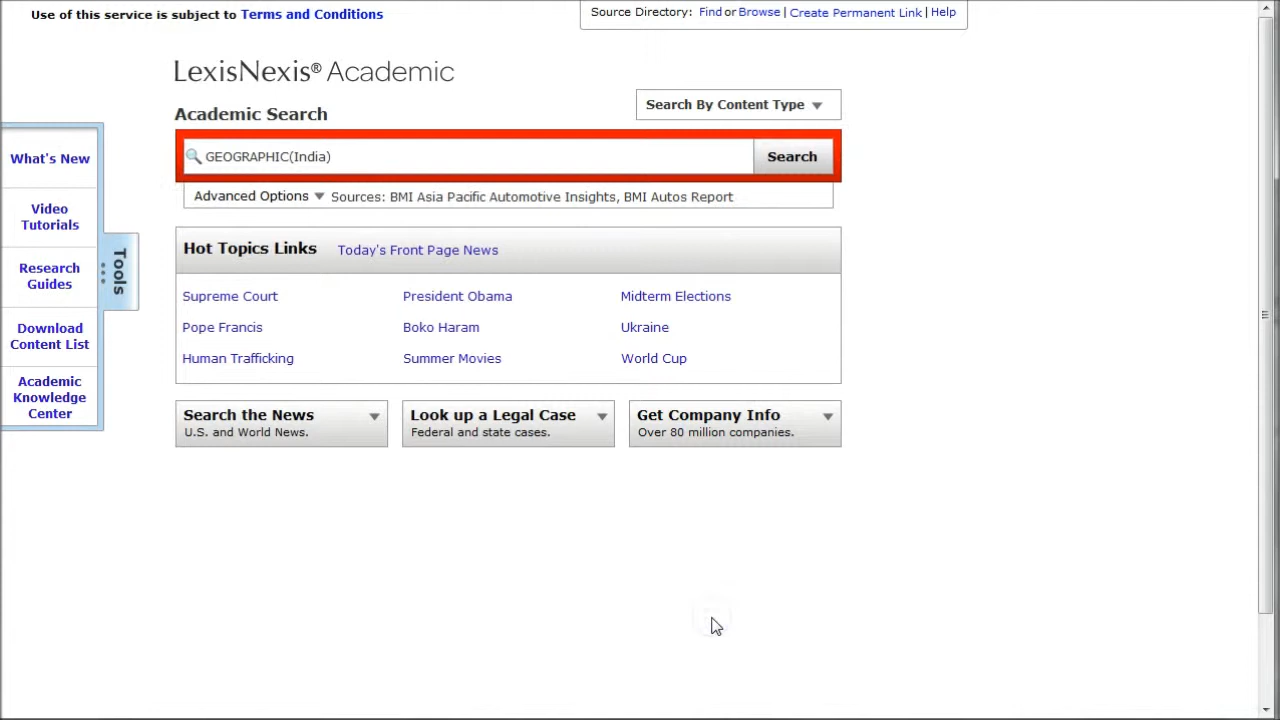 Use of this service is subject to Terms and Conditions
Source Directory: Find or Browse | Create Permanent Link | Help
LexisNexis® Academic
Search By Content Type
Academic Search
GEOGRAPHIC(India)
Search
Advanced Options
Sources: BMI Asia Pacific Automotive Insights, BMI Autos Report
What's New
Video
Tutorials
Research
Guides
Download
Content List
Academic
Knowledge
Center
Tools
Hot Topics Links
Today's Front Page News
Supreme Court
President Obama
Midterm Elections
Pope Francis
Boko Haram
Ukraine
Human Trafficking
Summer Movies
World Cup
Search the News
U.S. and World News.
Look up a Legal Case
Federal and state cases.
Get Company Info
Over 80 million companies.